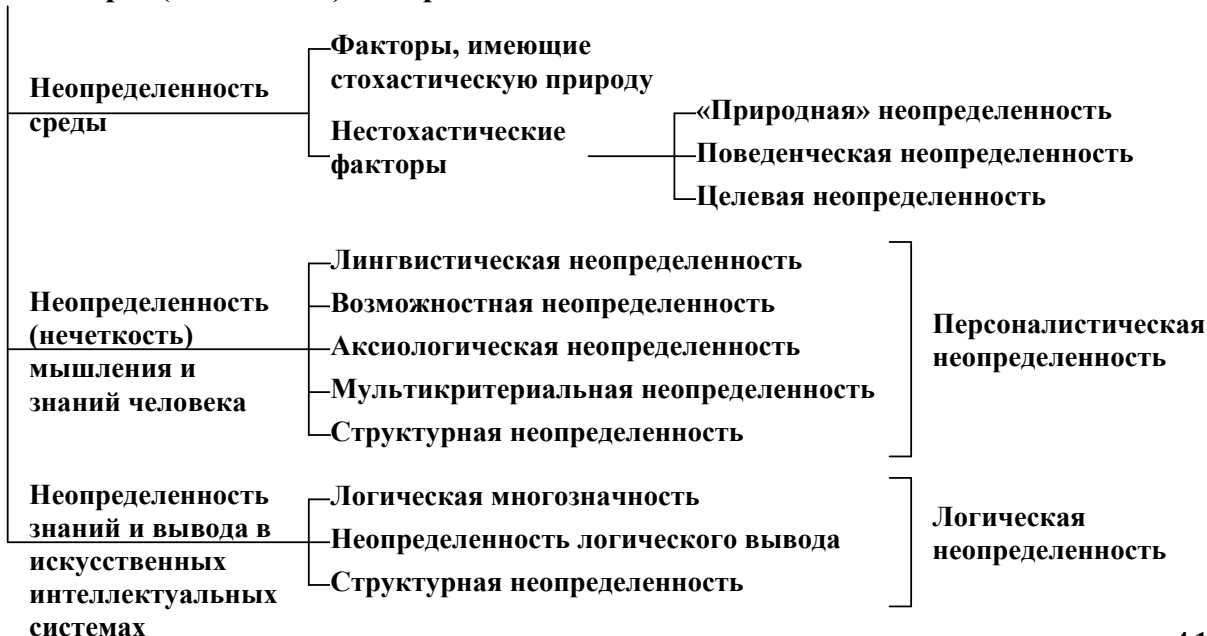 Неопределенность
среды
Факторы, имеющие
стохастическую природу
Нестохастические
факторы
«Природная» неопределенность
Поведенческая неопределенность
Целевая неопределенность
Неопределенность
(нечеткость)
мышления и
знаний человека
Лингвистическая неопределенность
Возможностная неопределенность
Аксиологическая неопределенность
Мультикритериальная неопределенность
Структурная неопределенность
Персоналистическая
неопределенность
Неопределенность
знаний и вывода в
искусственных
интеллектуальных
системах
Логическая многозначность
Неопределенность логического вывода
Структурная неопределенность
Логическая
неопределенность